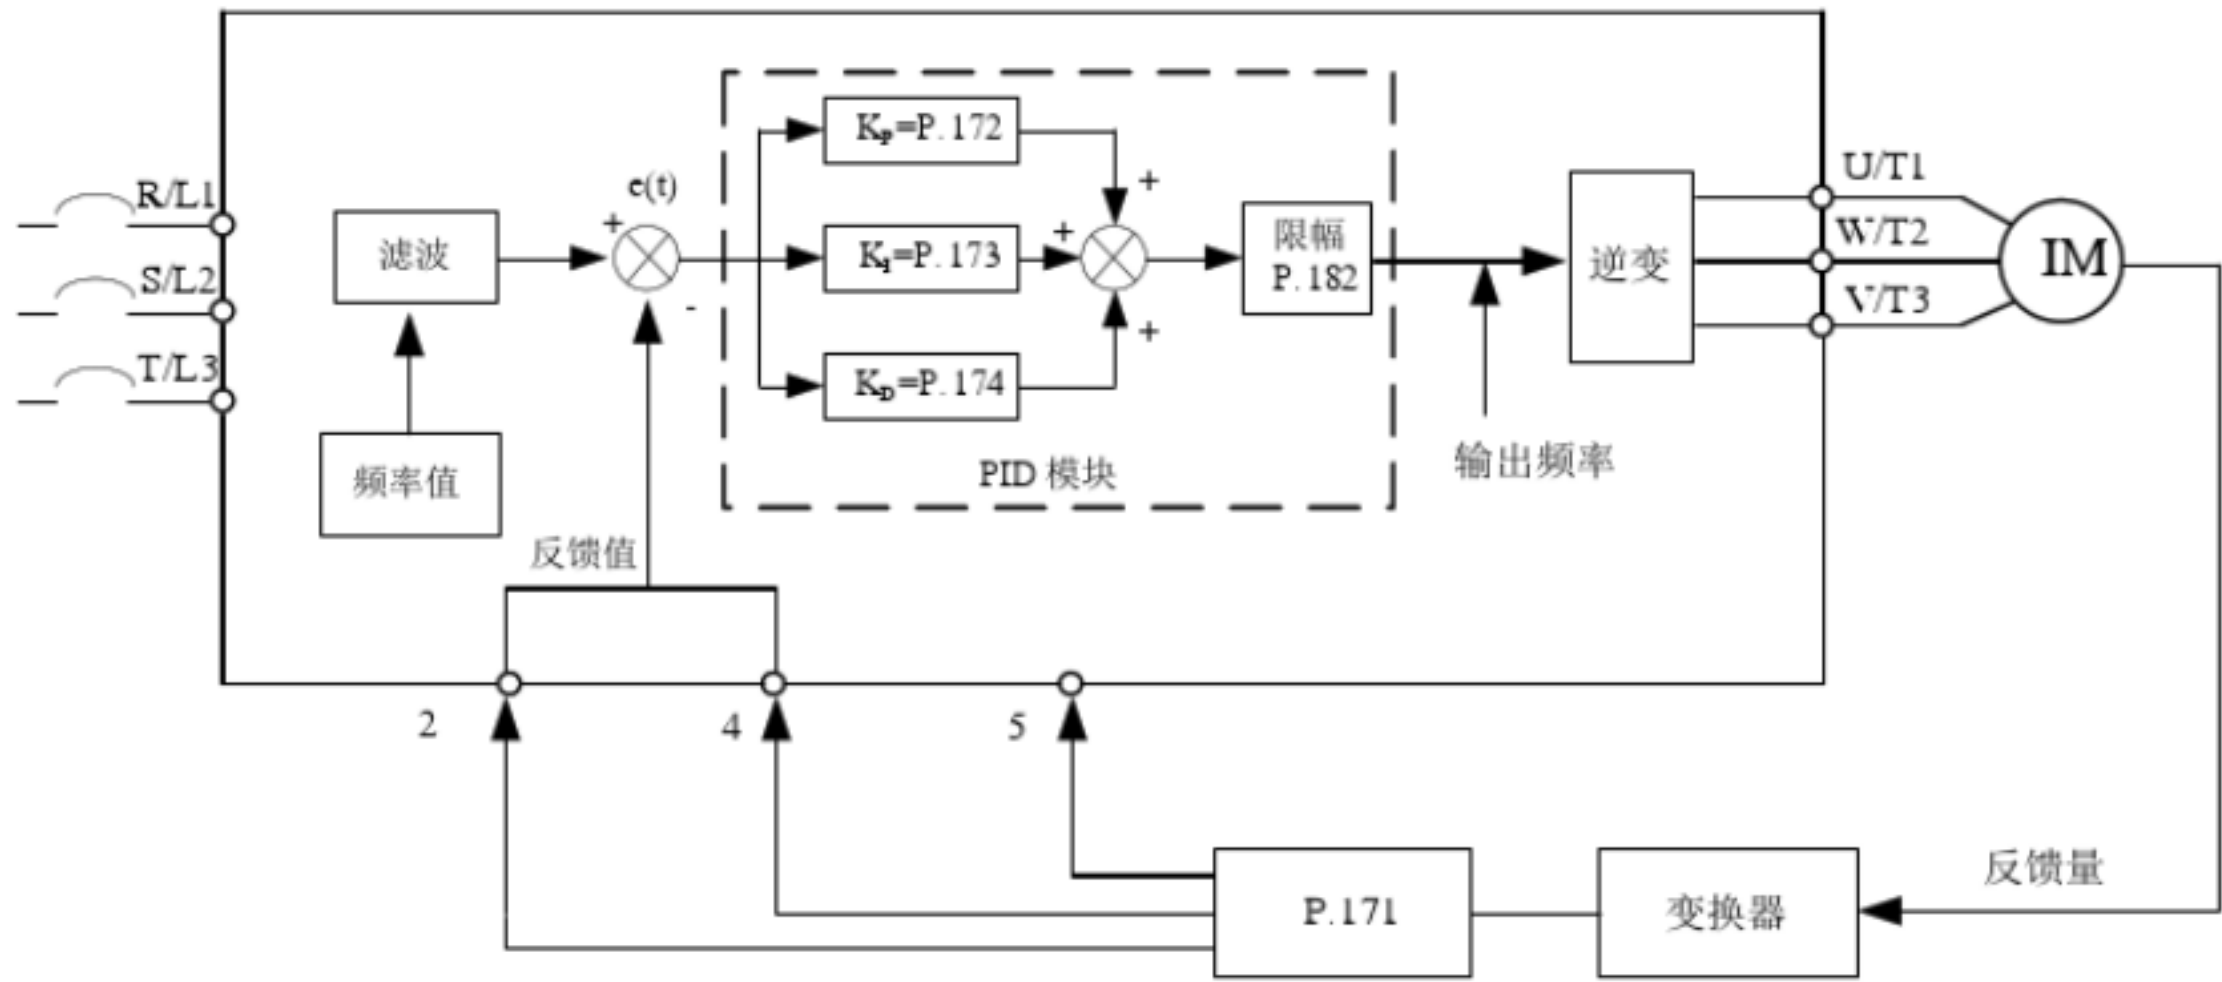 R/L1
S/L2
T/L3
滤波
频率值
e(t)
+
-
反馈值
KP=P.172
KI=P.173
KD=P.174
+
+
+
限幅
P.182
PID 模块
输出频率
逆变
U/T1
W/T2
V/T3
IM
2
4
5
P.171
变换器
反馈量